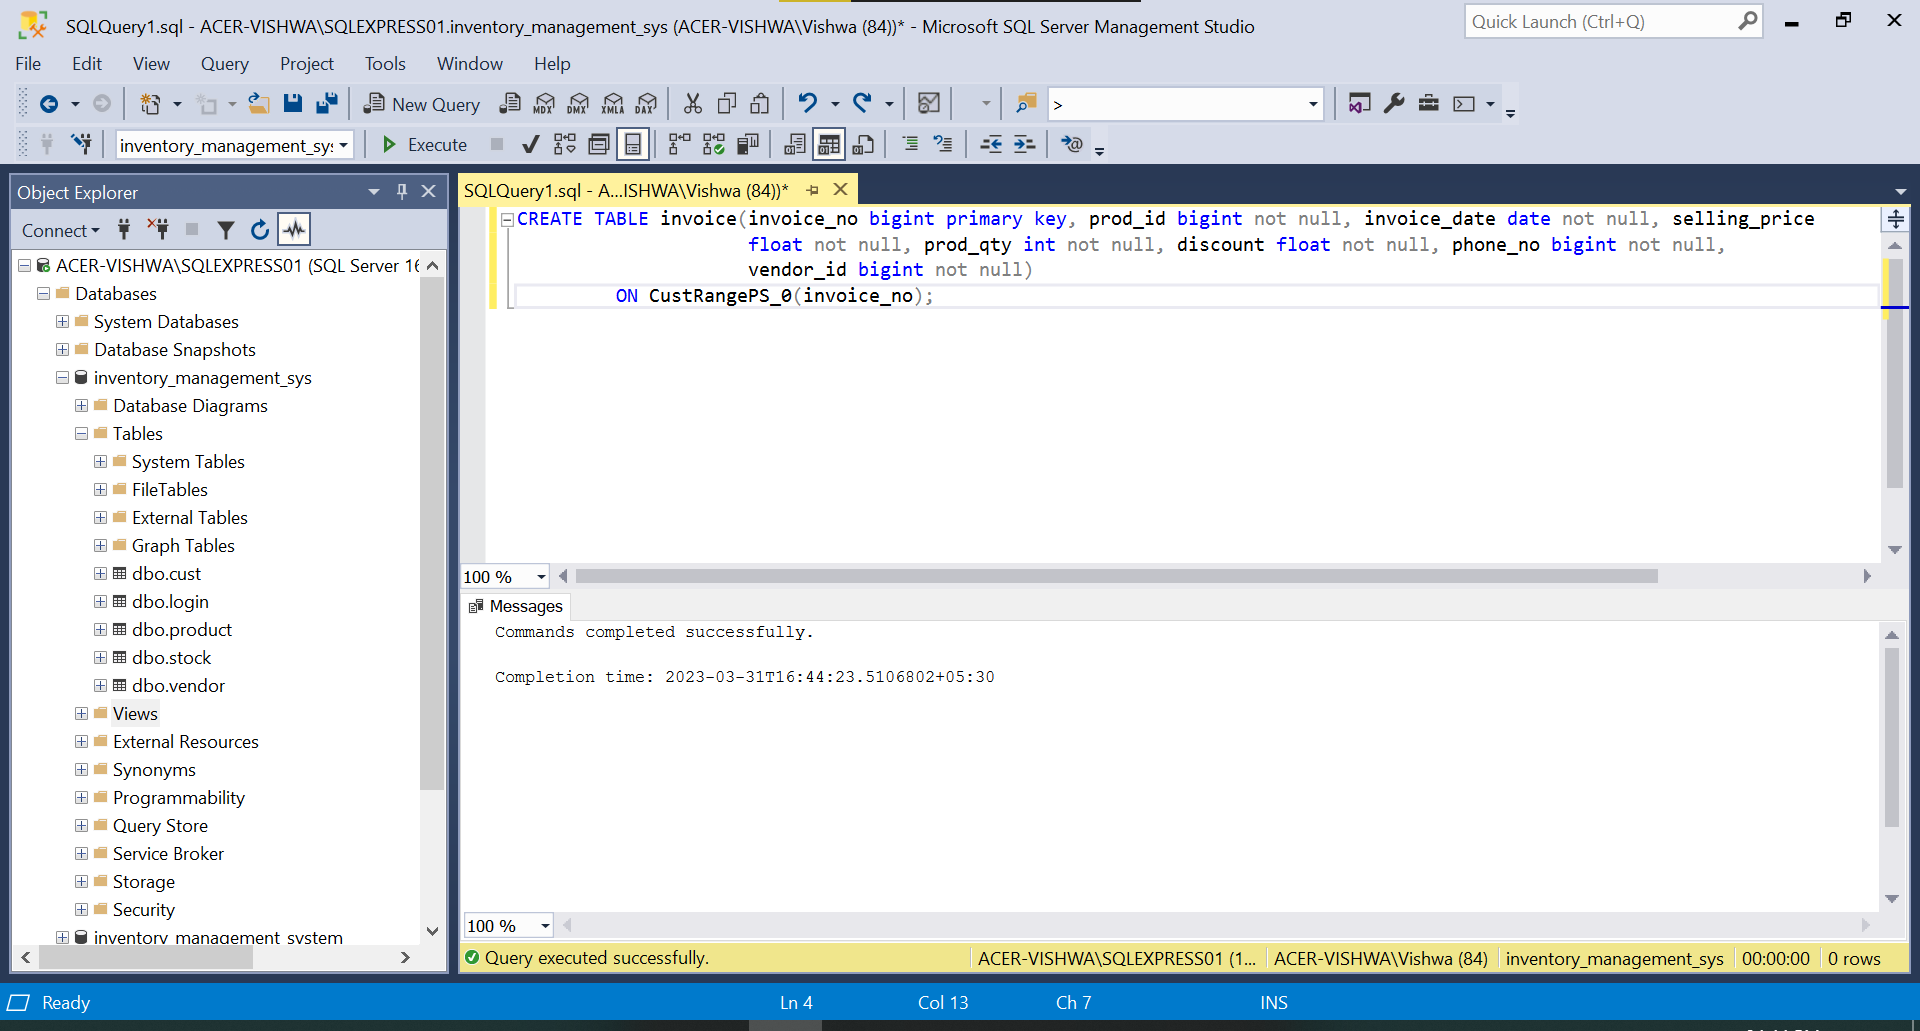 SQLQuery1.sql - ACER-VISHWA\SQLEXPRESS01.inventory_management_sys (ACER-VISHWA\Vishwa (84))* - Microsoft SQL Server Management Studio
Quick Launch (Ctrl+Q)
File Edit View Query Project Tools Window Help
New Query MDX DMX XMLA DAX >
inventory_management_sy Execute
Object Explorer
SQLQuery1.sql - A...ISHWA\Vishwa (84))*
Connect
ACER-VISHWA\SQLEXPRESS01 (SQL Server 16
Databases
System Databases
Database Snapshots
inventory_management_sys
Database Diagrams
Tables
System Tables
FileTables
External Tables
Graph Tables
dbo.cust
dbo.login
dbo.product
dbo.stock
dbo.vendor
Views
External Resources
Synonyms
Programmability
Query Store
Service Broker
Storage
Security
inventory_management_system
CREATE TABLE invoice(invoice_no bigint primary key, prod_id bigint not null, invoice_date date not null, selling_price
float not null, prod_qty int not null, discount float not null, phone_no bigint not null,
vendor_id bigint not null)
ON CustRangePS_0(invoice_no);
100 %
Messages
Commands completed successfully.
Completion time: 2023-03-31T16:44:23.5106802+05:30
100 %
Query executed successfully. ACER-VISHWA\SQLEXPRESS01 (1... ACER-VISHWA\Vishwa (84) inventory_management_sys 00:00:00 0 rows
Ready Ln 4 Col 13 Ch 7 INS